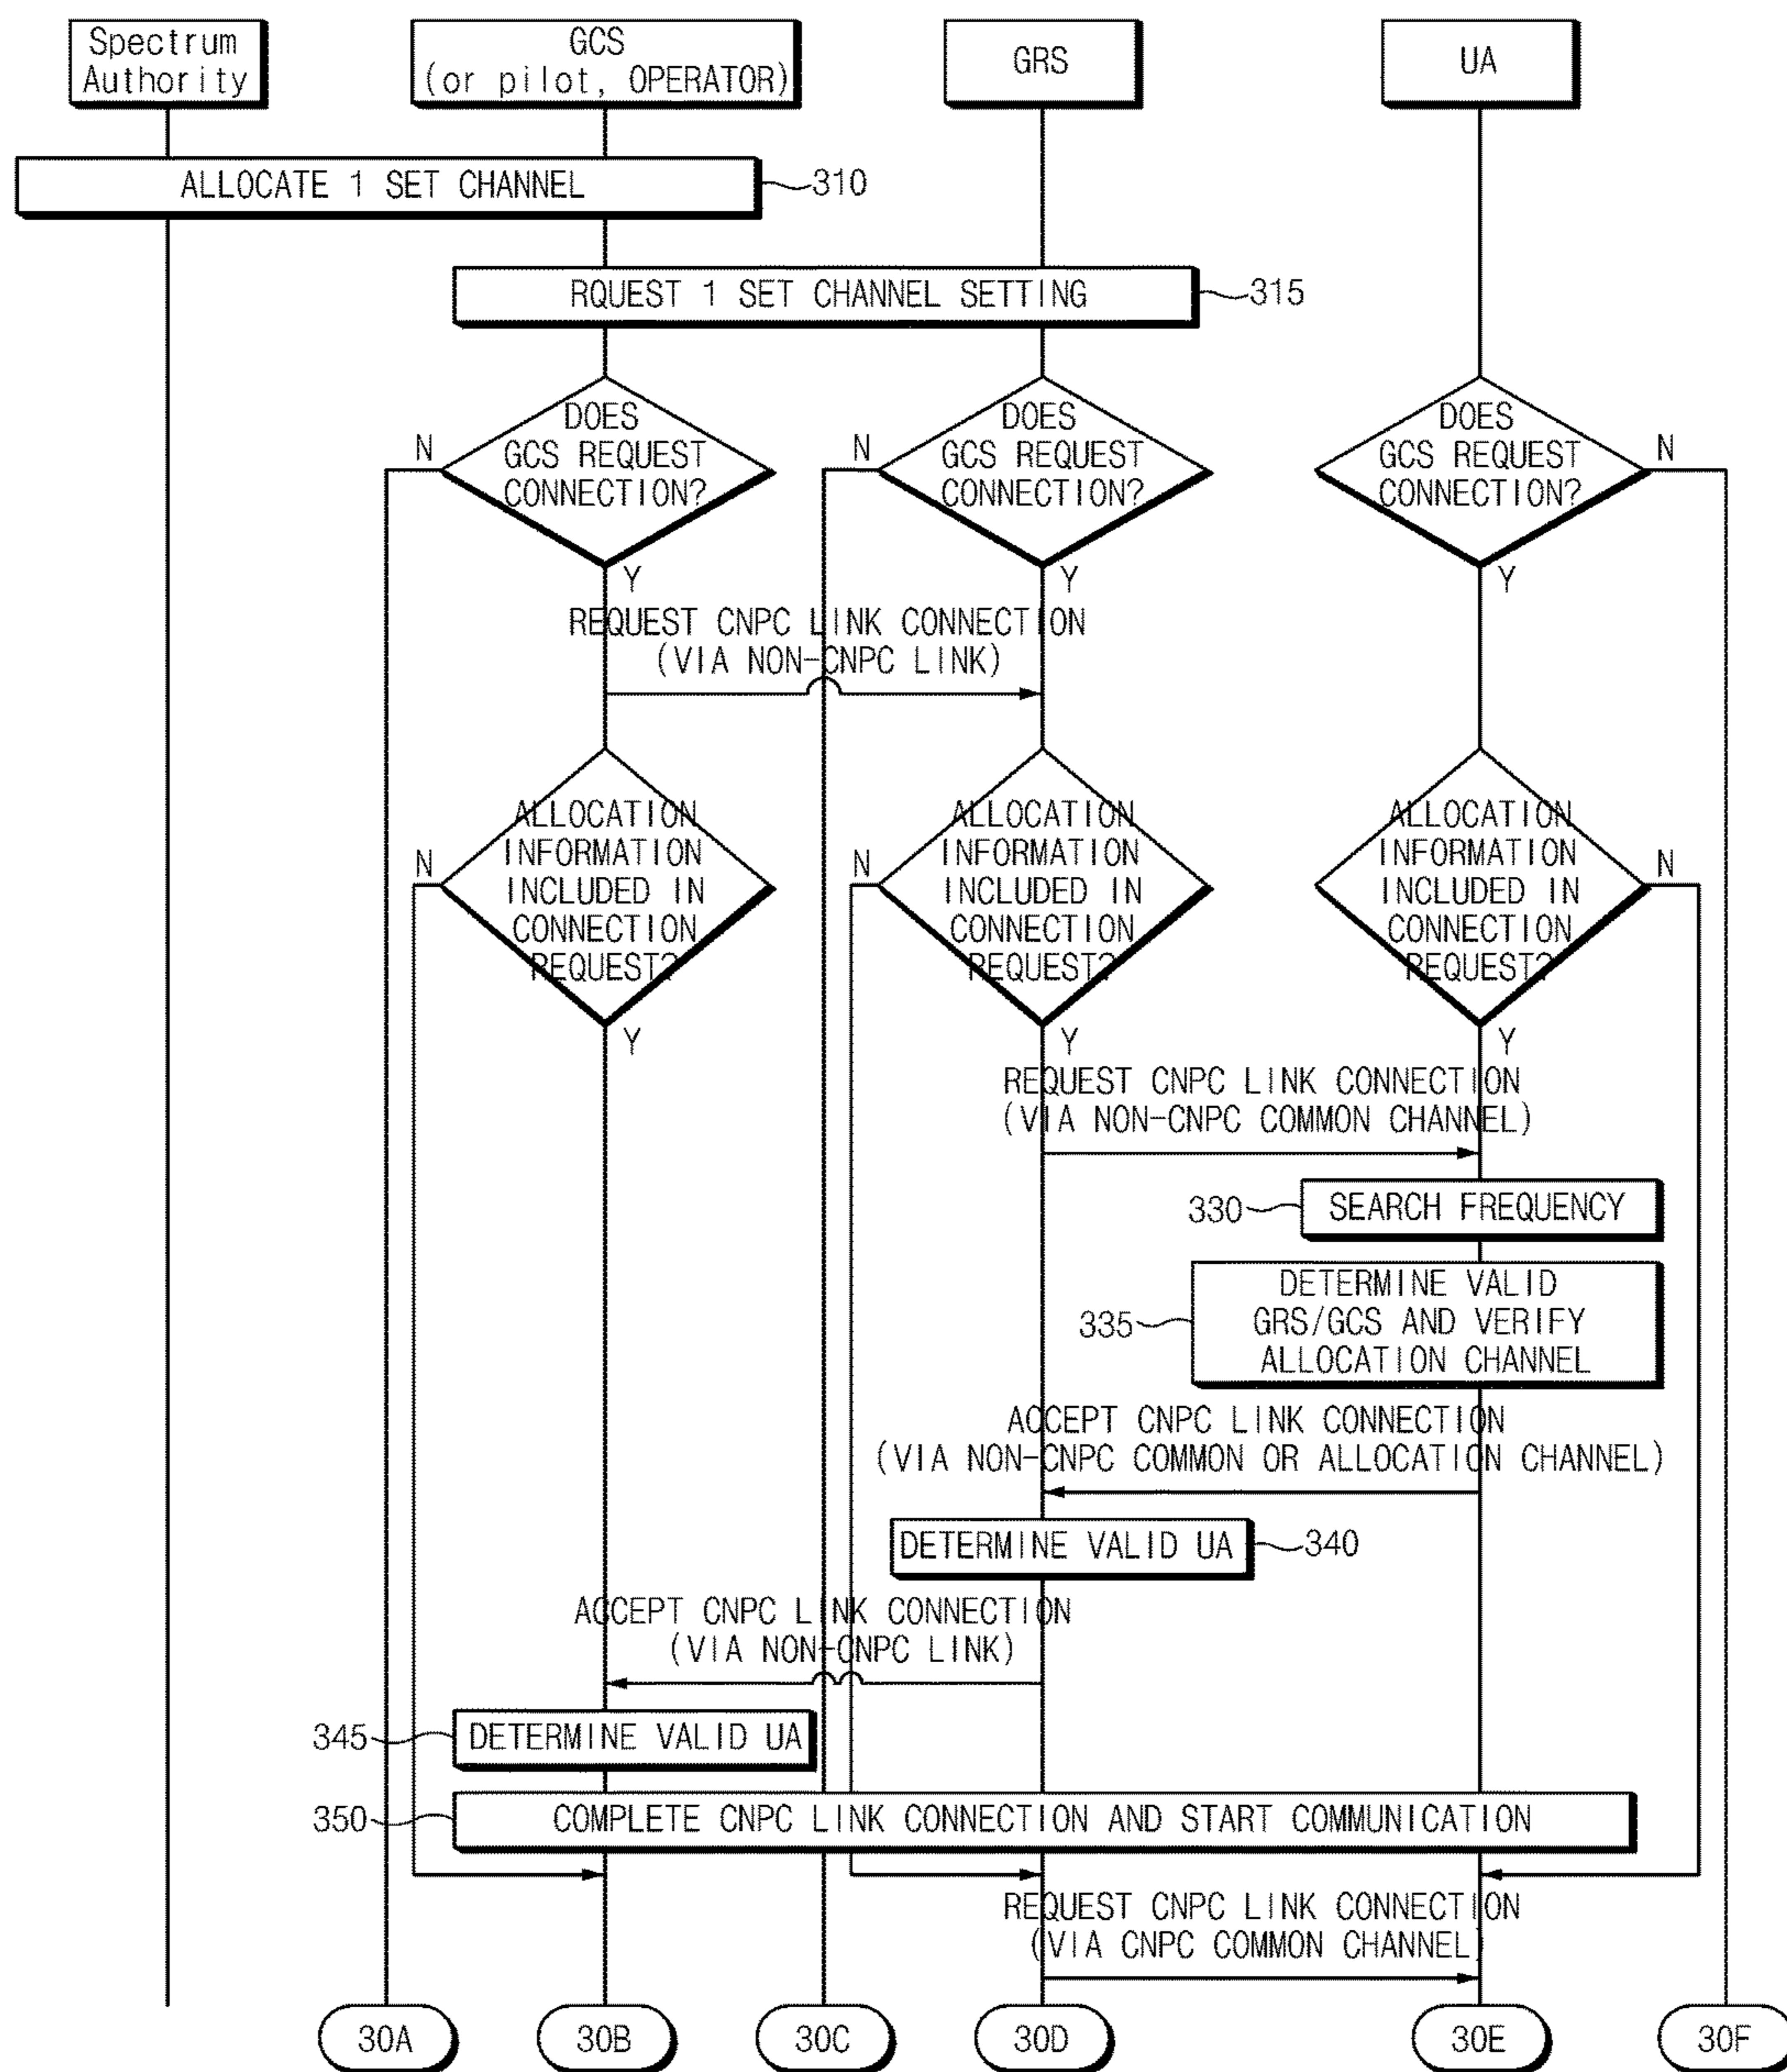 Spectrum
Authority
GCS
(or pilot, OPERATOR)
GRS
UA
ALLOCATE 1 SET CHANNEL
310
RQUEST 1 SET CHANNEL SETTING
315
DOES
GCS REQUEST
CONNECTION?
N
Y
DOES
GCS REQUEST
CONNECTION?
N
Y
DOES
GCS REQUEST
CONNECTION?
N
Y
REQUEST CNPC LINK CONNECTION
(VIA NON-CNPC LINK)
ALLOCATION
INFORMATION
INCLUDED IN
CONNECTION
REQUEST?
N
Y
ALLOCATION
INFORMATION
INCLUDED IN
CONNECTION
REQUEST?
N
Y
ALLOCATION
INFORMATION
INCLUDED IN
CONNECTION
REQUEST?
N
Y
REQUEST CNPC LINK CONNECTION
(VIA NON-CNPC COMMON CHANNEL)
330
SEARCH FREQUENCY
335
DETERMINE VALID
GRS/GCS AND VERIFY
ALLOCATION CHANNEL
ACCEPT CNPC LINK CONNECTION
(VIA NON-CNPC COMMON OR ALLOCATION CHANNEL)
DETERMINE VALID UA
340
ACCEPT CNPC LINK CONNECTION
(VIA NON-CNPC LINK)
345
DETERMINE VALID UA
350
COMPLETE CNPC LINK CONNECTION AND START COMMUNICATION
REQUEST CNPC LINK CONNECTION
(VIA CNPC COMMON CHANNEL)
30A
30B
30C
30D
30E
30F